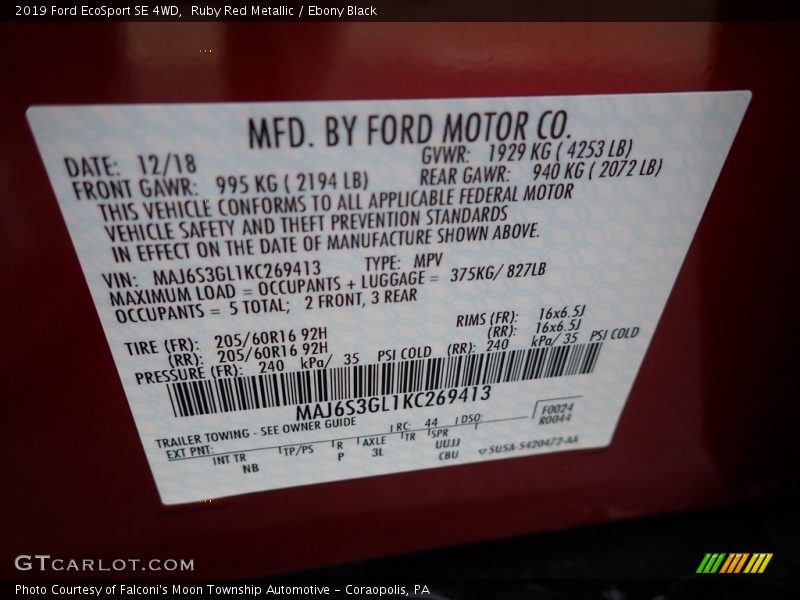 2019 Ford EcoSport SE 4WD,  Ruby Red Metallic / Ebony Black
MFD. BY FORD MOTOR CO.
DATE: 12/18 GVWR: 1929 KG ( 4253 LB)
FRONT GAWR: 995 KG ( 2194 LB) REAR GAWR: 940 KG ( 2072 LB)
THIS VEHICLE CONFORMS TO ALL APPLICABLE FEDERAL MOTOR
VEHICLE SAFETY AND THEFT PREVENTION STANDARDS
IN EFFECT ON THE DATE OF MANUFACTURE SHOWN ABOVE.
VIN: MAJ6S3GL1KC269413 TYPE: MPV
MAXIMUM LOAD = OCCUPANTS + LUGGAGE = 375KG/ 827LB
OCCUPANTS = 5 TOTAL; 2 FRONT, 3 REAR
TIRE (FR): 205/60R16 92H RIMS (FR): 16x6.5J
(RR): 205/60R16 92H (RR): 16x6.5J
PRESSURE (FR): 240 kPa/ 35 PSI COLD (RR): 240 kPa/ 35 PSI COLD
MAJ6S3GL1KC269413
TRAILER TOWING - SEE OWNER GUIDE
EXT PNT: RC: 44 DSO: F0024
R0044
INT TR TP/PS R AXLE TR SPR
NB P 3L UUJJ
CBU 5USA-5420472-AA
GTCARLOT.COM
Photo Courtesy of Falconi's Moon Township Automotive - Coraopolis, PA